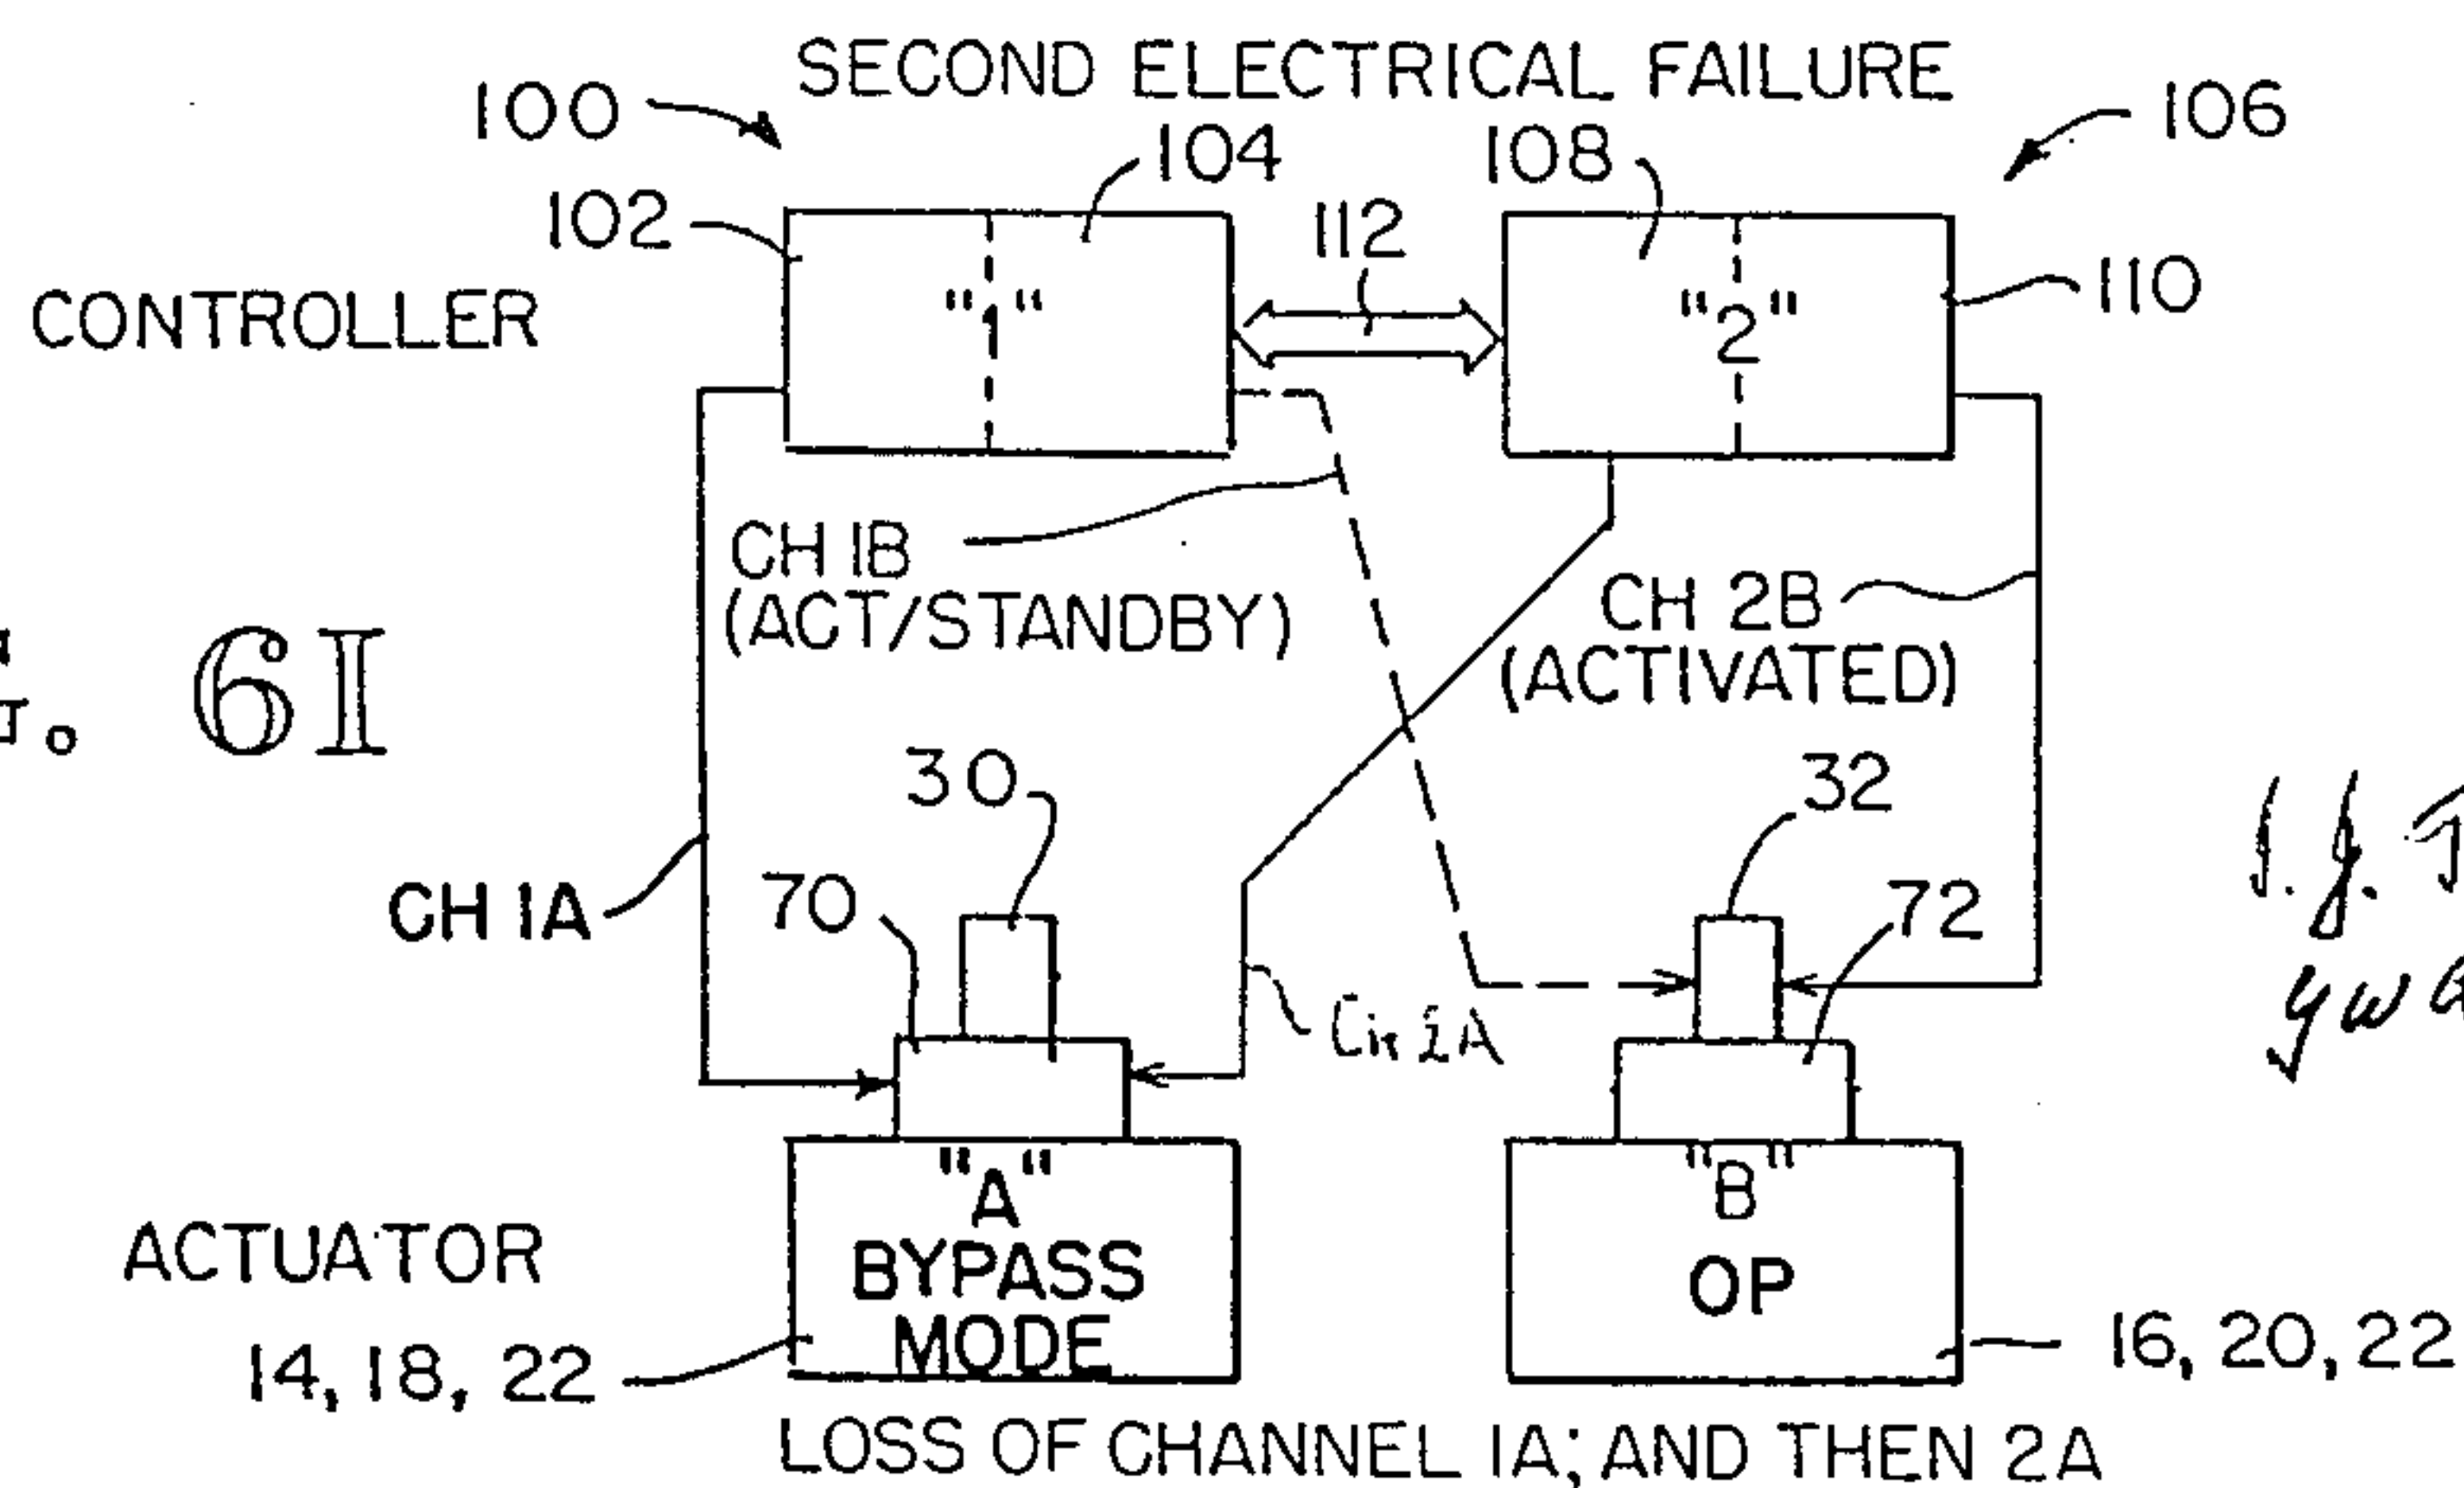 SECOND ELECTRICAL FAILURE
100
106
104
108
102
112
110
CONTROLLER
"1"
"2"
CH 1B
(ACT/STANDBY)
CH 2B
(ACTIVATED)
6I
30
32
70
72
CH 1A
"A"
BYPASS
MODE
"B"
OP
ACTUATOR
14, 18, 22
16, 20, 22
LOSS OF CHANNEL 1A; AND THEN 2A